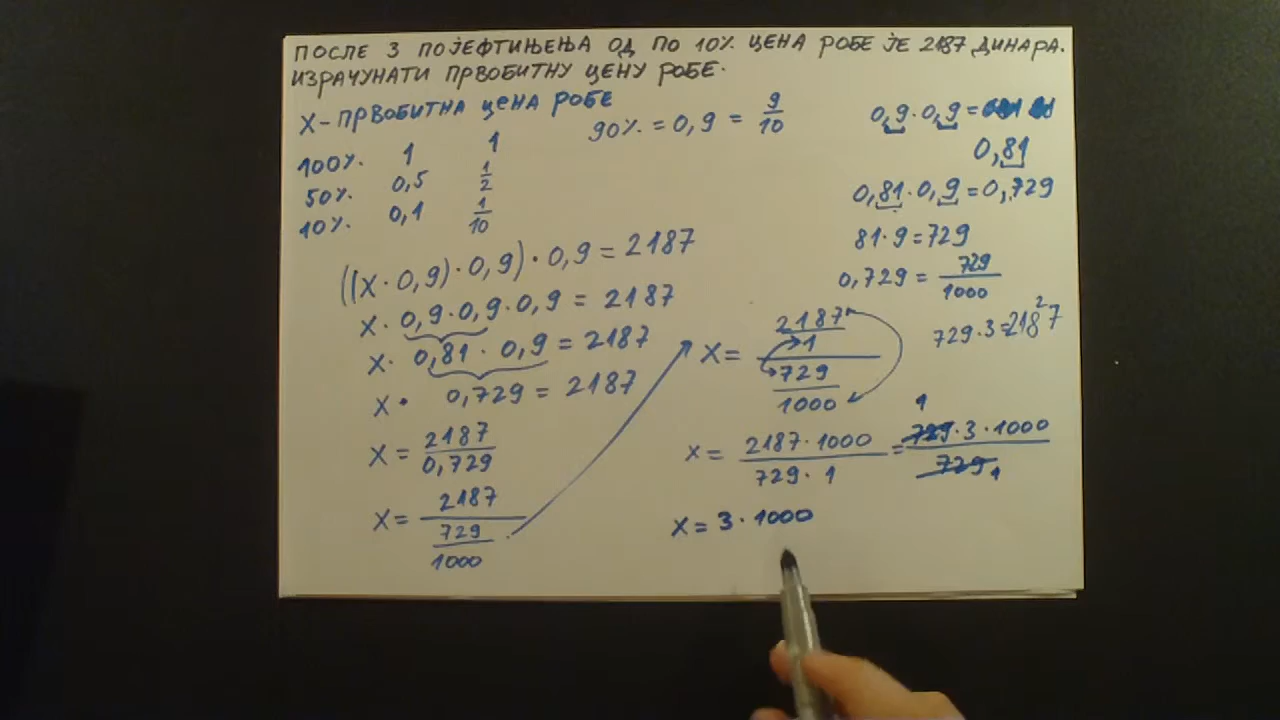 ПОСЛЕ 3 ПОЈЕФТИЊЕЊА ОД ПО 10% ЦЕНА РОБЕ ЈЕ 2187 ДИНАРА.
ИЗРАЧУНАТИ ПРВОБИТНУ ЦЕНУ РОБЕ.
X - ПРВОБИТНА ЦЕНА РОБЕ
100% 1 1
50% 0,5 1/2
10% 0,1 1/10
90% = 0,9 = 9/10
((X · 0,9) · 0,9) · 0,9 = 2187
X · 0,9 · 0,9 · 0,9 = 2187
X · 0,81 · 0,9 = 2187
X · 0,729 = 2187
X = 2187/0,729
X = 2187/(729/1000)
0,9 · 0,9 =
0,81
0,81 · 0,9 = 0,729
81 · 9 = 729
0,729 = 729/1000
729 · 3 = 2187
2
X = (2187/1)/(729/1000)
X = (2187 · 1000)/(729 · 1) = (729 · 3 · 1000)/729
1
1
X = 3 · 1000